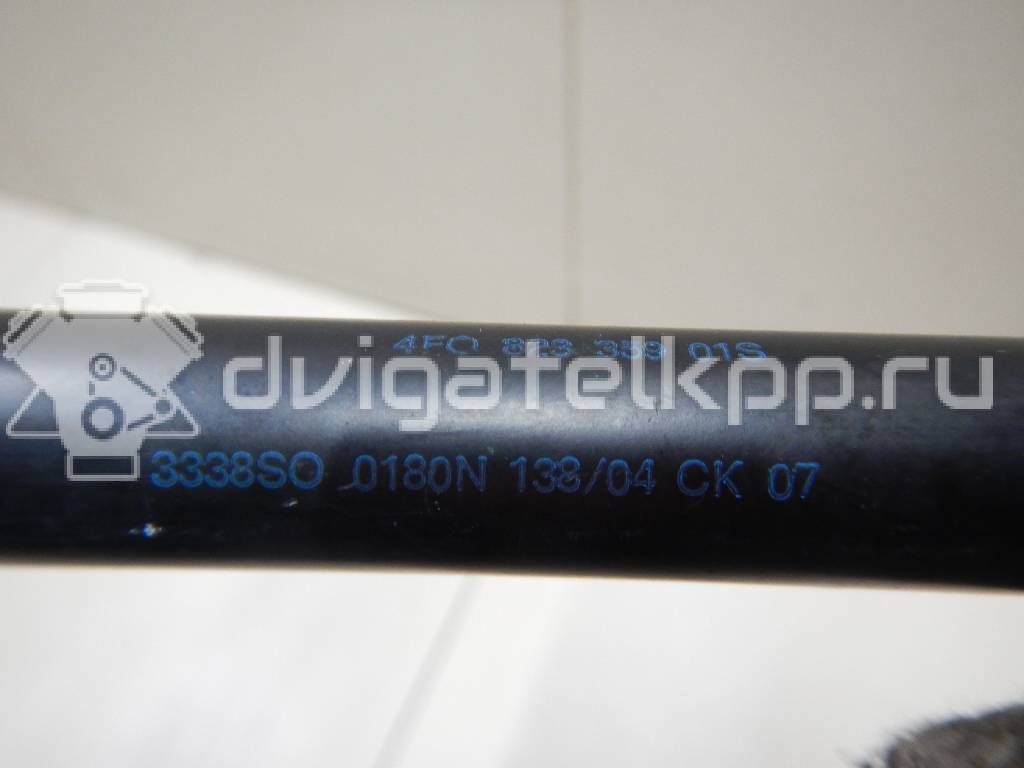 4F0 823 359 01S
dvigatelkpp.ru
3338SO 0180N 138/04 CK 07